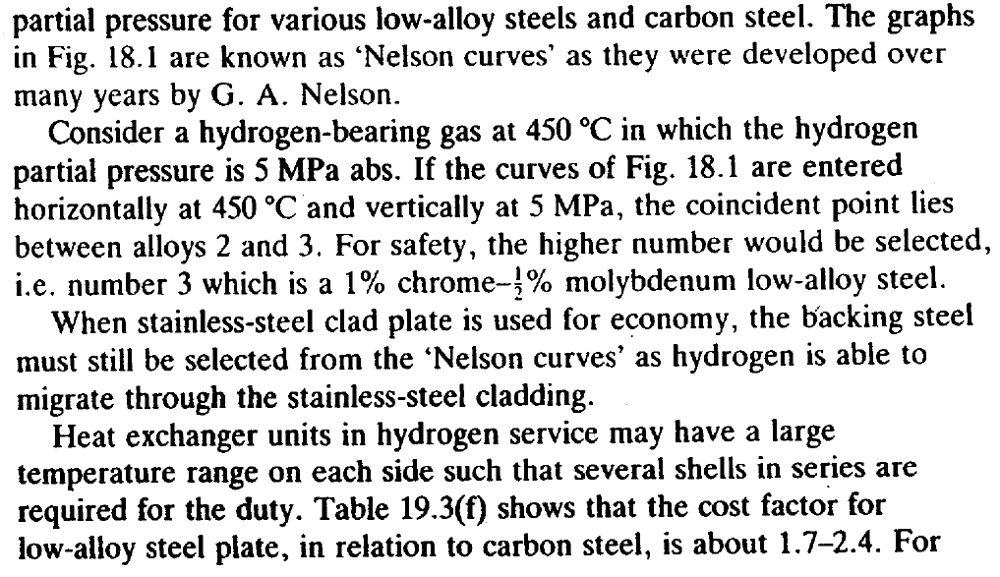 partial pressure for various low-alloy steels and carbon steel. The graphs
in Fig. 18.1 are known as ‘Nelson curves’ as they were developed over
many years by G. A. Nelson.
Consider a hydrogen-bearing gas at 450 °C in which the hydrogen
partial pressure is 5 MPa abs. If the curves of Fig. 18.1 are entered
horizontally at 450 °C and vertically at 5 MPa, the coincident point lies
between alloys 2 and 3. For safety, the higher number would be selected,
i.e. number 3 which is a 1% chrome–½% molybdenum low-alloy steel.
When stainless-steel clad plate is used for economy, the backing steel
must still be selected from the ‘Nelson curves’ as hydrogen is able to
migrate through the stainless-steel cladding.
Heat exchanger units in hydrogen service may have a large
temperature range on each side such that several shells in series are
required for the duty. Table 19.3(f) shows that the cost factor for
low-alloy steel plate, in relation to carbon steel, is about 1.7–2.4. For